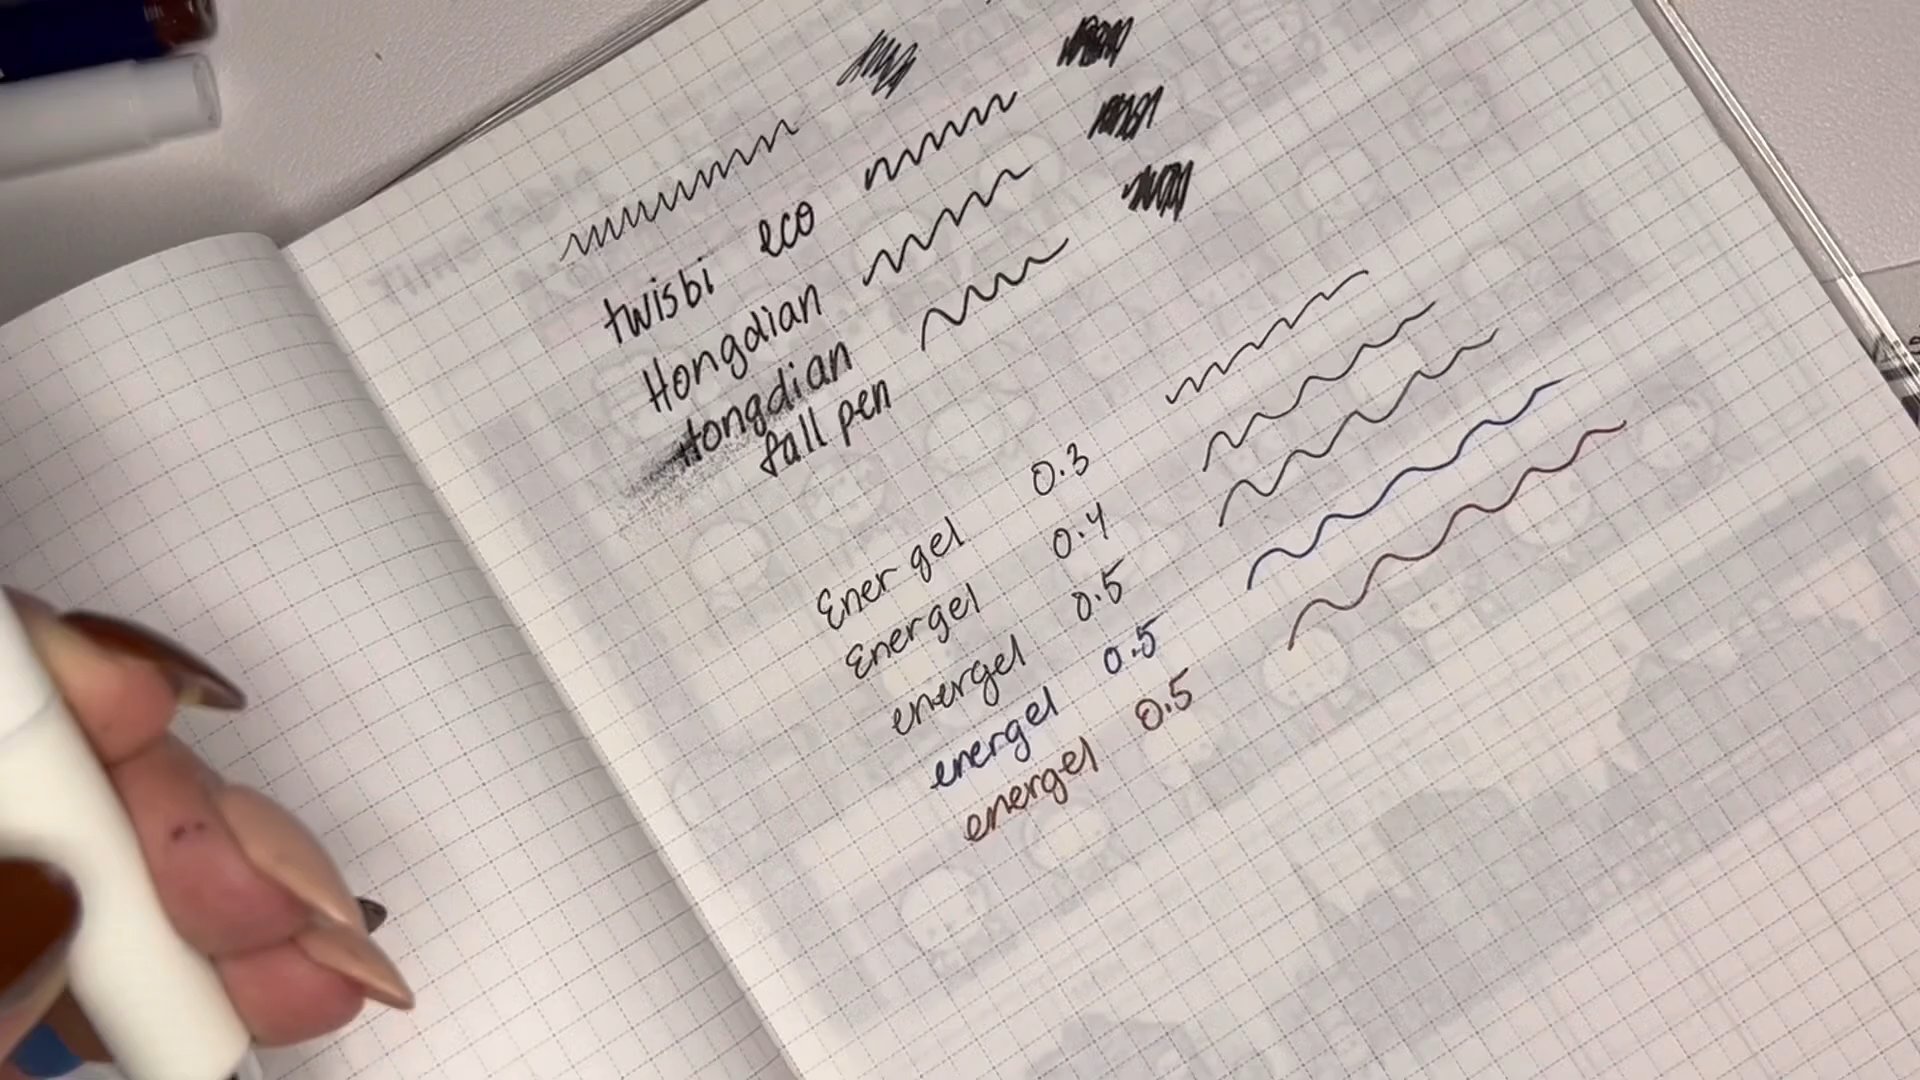 twisbi eco
Hongdian
Hongdian
fall pen
Energel 0.3
Energel 0.4
energel 0.5
energel 0.5
energel 0.5